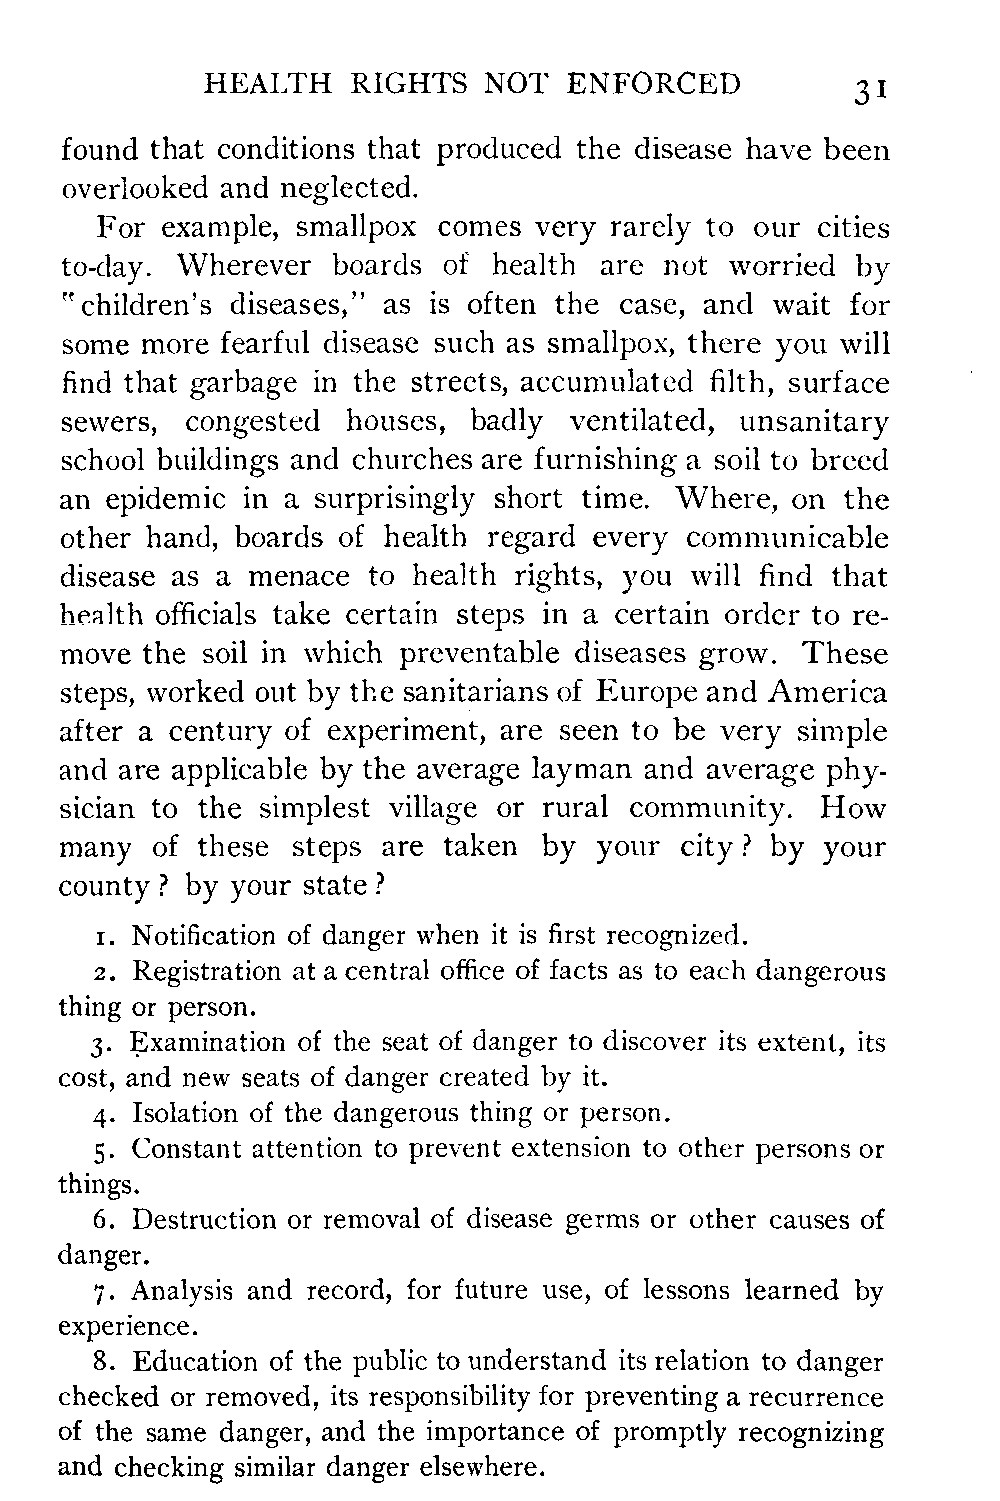 HEALTH RIGHTS NOT ENFORCED 31
found that conditions that produced the disease have been
overlooked and neglected.
For example, smallpox comes very rarely to our cities
to-day. Wherever boards of health are not worried by
"children's diseases," as is often the case, and wait for
some more fearful disease such as smallpox, there you will
find that garbage in the streets, accumulated filth, surface
sewers, congested houses, badly ventilated, unsanitary
school buildings and churches are furnishing a soil to breed
an epidemic in a surprisingly short time. Where, on the
other hand, boards of health regard every communicable
disease as a menace to health rights, you will find that
health officials take certain steps in a certain order to re-
move the soil in which preventable diseases grow. These
steps, worked out by the sanitarians of Europe and America
after a century of experiment, are seen to be very simple
and are applicable by the average layman and average phy-
sician to the simplest village or rural community. How
many of these steps are taken by your city? by your
county? by your state?
1. Notification of danger when it is first recognized.
2. Registration at a central office of facts as to each dangerous
thing or person.
3. Examination of the seat of danger to discover its extent, its
cost, and new seats of danger created by it.
4. Isolation of the dangerous thing or person.
5. Constant attention to prevent extension to other persons or
things.
6. Destruction or removal of disease germs or other causes of
danger.
7. Analysis and record, for future use, of lessons learned by
experience.
8. Education of the public to understand its relation to danger
checked or removed, its responsibility for preventing a recurrence
of the same danger, and the importance of promptly recognizing
and checking similar danger elsewhere.